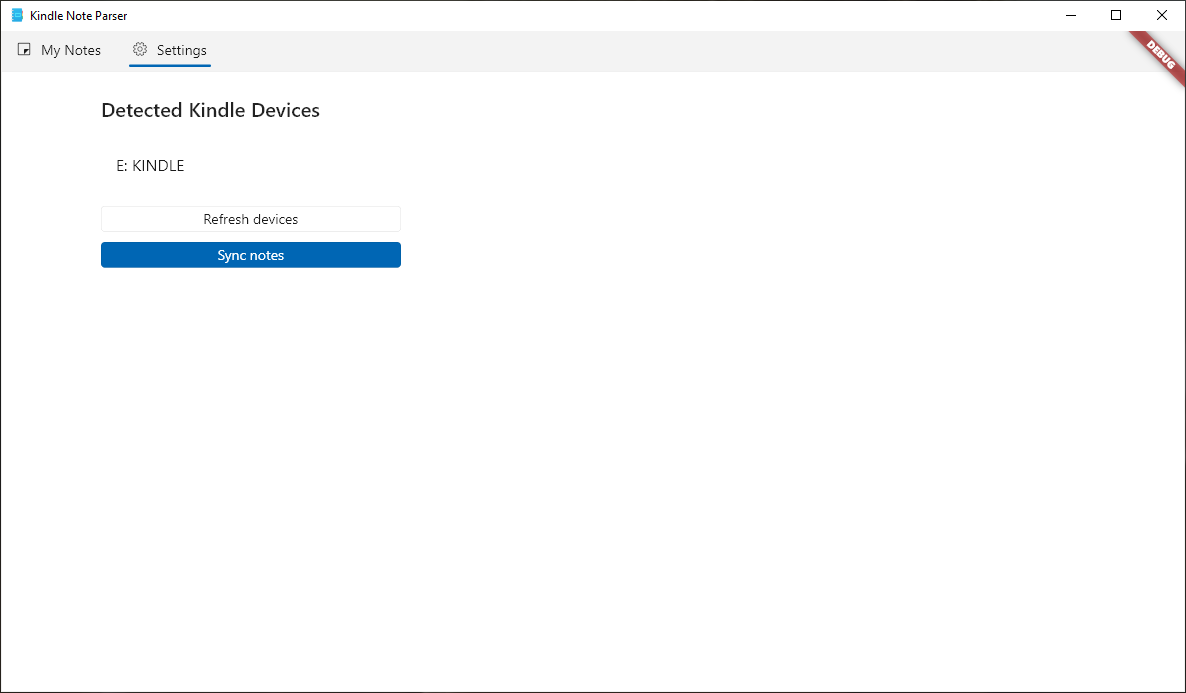 Kindle Note Parser
My Notes
Settings
DEBUG
Detected Kindle Devices
E: KINDLE
Refresh devices
Sync notes